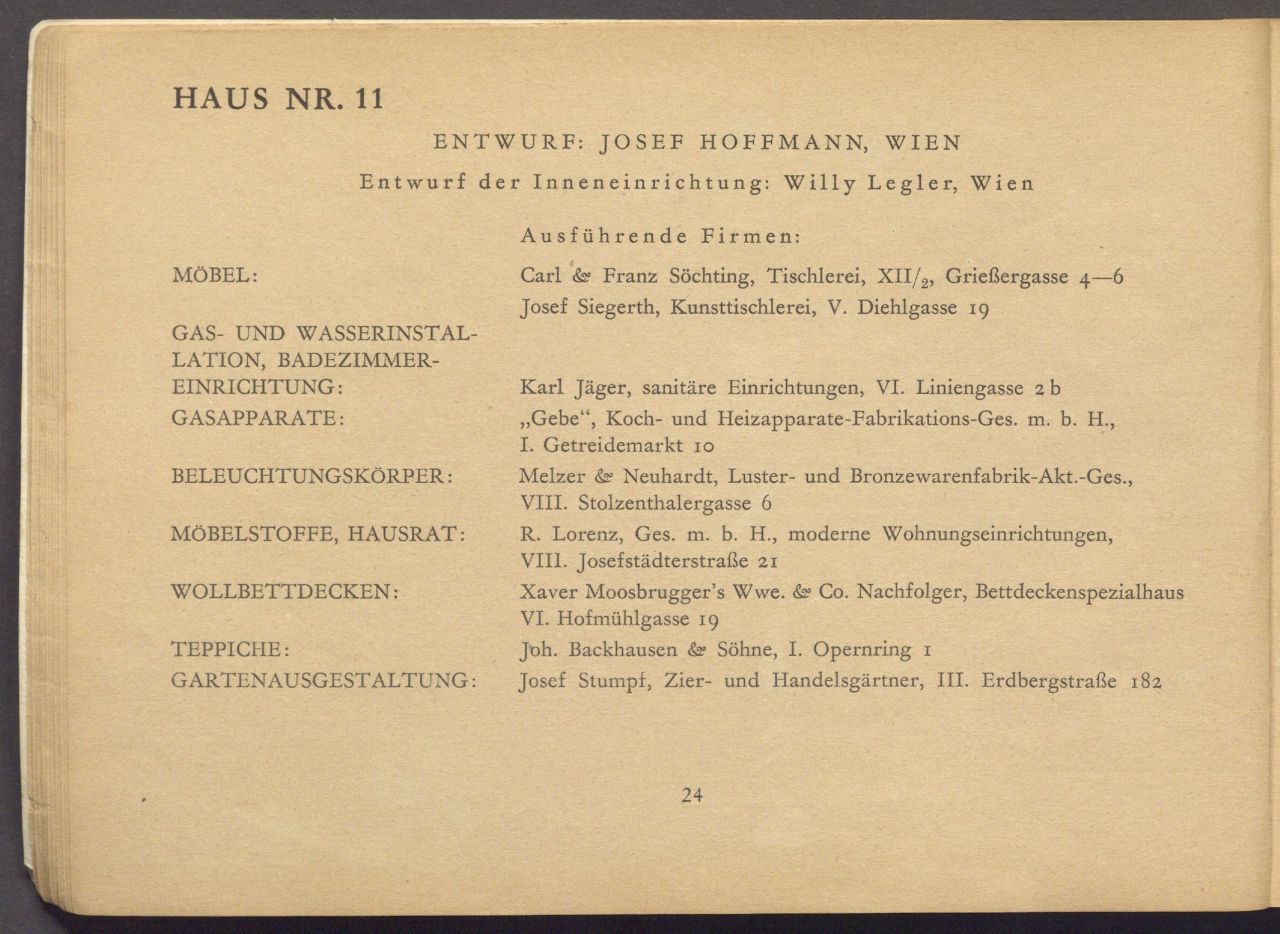 HAUS NR. 11
ENTWURF: JOSEF HOFFMANN, WIEN
Entwurf der Inneneinrichtung: Willy Legler, Wien
Ausführende Firmen:
MÖBEL: Carl & Franz Söchting, Tischlerei, XII/2, Grießergasse 4—6
Josef Siegerth, Kunsttischlerei, V. Diehlgasse 19
GAS- UND WASSERINSTAL-
LATION, BADEZIMMER-
EINRICHTUNG: Karl Jäger, sanitäre Einrichtungen, VI. Liniengasse 2 b
GASAPPARATE: „Gebe“, Koch- und Heizapparate-Fabrikations-Ges. m. b. H.,
I. Getreidemarkt 10
BELEUCHTUNGSKÖRPER: Melzer & Neuhardt, Luster- und Bronzewarenfabrik-Akt.-Ges.,
VIII. Stolzenthalergasse 6
MÖBELSTOFFE, HAUSRAT: R. Lorenz, Ges. m. b. H., moderne Wohnungseinrichtungen,
VIII. Josefstädterstraße 21
WOLLBETTDECKEN: Xaver Moosbrugger's Wwe. & Co. Nachfolger, Bettdeckenspezialhaus
VI. Hofmühlgasse 19
TEPPICHE: Joh. Backhausen & Söhne, I. Opernring 1
GARTENAUSGESTALTUNG: Josef Stumpf, Zier- und Handelsgärtner, III. Erdbergstraße 182
24